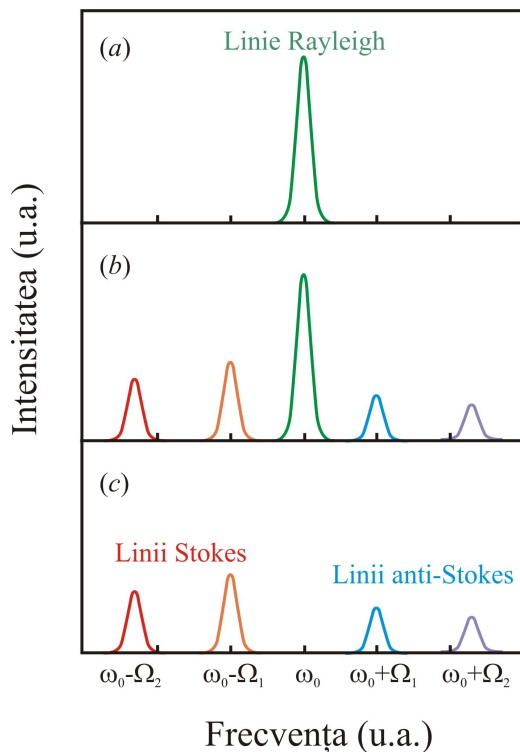 (a)
Linie Rayleigh
(b)
(c)
Linii Stokes
Linii anti-Stokes
ω₀-Ω₂ ω₀-Ω₁ ω₀ ω₀+Ω₁ ω₀+Ω₂
Frecvența (u.a.)
Intensitatea (u.a.)